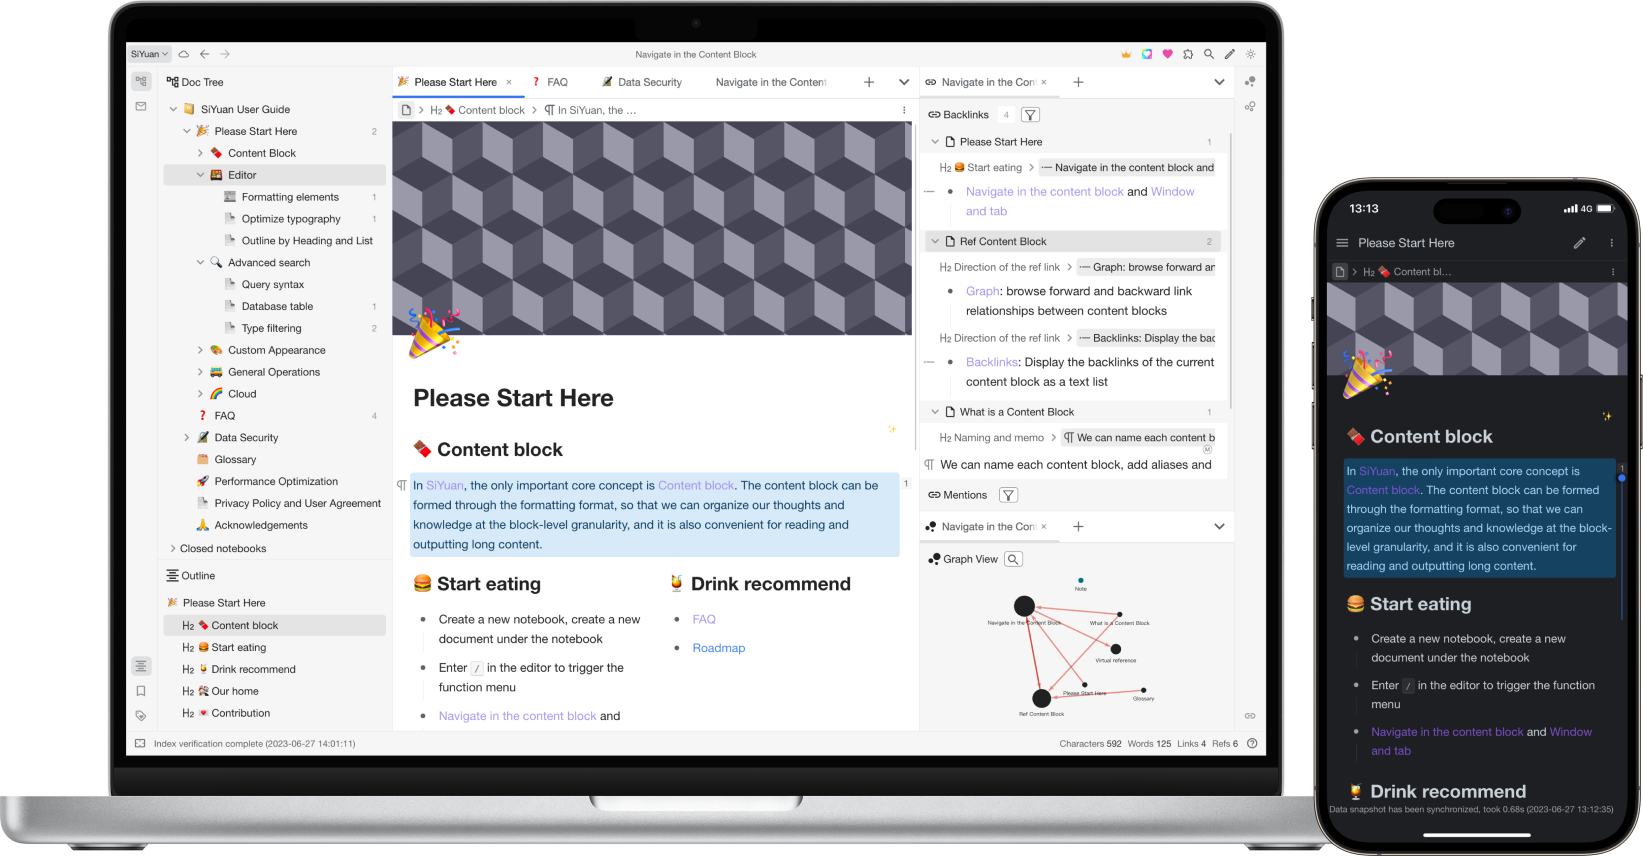 SiYuan
Navigate in the Content Block
Doc Tree
SiYuan User Guide
Please Start Here 2
Content Block
Editor
Formatting elements 1
Optimize typography 1
Outline by Heading and List
Advanced search
Query syntax
Database table 1
Type filtering 2
Custom Appearance
General Operations
Cloud
FAQ 4
Data Security
Glossary
Performance Optimization
Privacy Policy and User Agreement
Acknowledgements
Closed notebooks
Outline
Please Start Here
H2 Content block
H2 Start eating
H2 Drink recommend
H2 Our home
H2 Contribution
Please Start Here × FAQ Data Security Navigate in the Content
H2 Content block > ¶ In SiYuan, the ...
Please Start Here
Content block
In SiYuan, the only important core concept is Content block. The content block can be 1
formed through the formatting format, so that we can organize our thoughts and
knowledge at the block-level granularity, and it is also convenient for reading and
outputting long content.
Start eating
Create a new notebook, create a new
document under the notebook
Enter / in the editor to trigger the
function menu
Navigate in the content block and
Drink recommend
FAQ
Roadmap
Navigate in the Con ×
Backlinks 4
Please Start Here 1
H2 Start eating > Navigate in the content block and
Navigate in the content block and Window
and tab
Ref Content Block 2
H2 Direction of the ref link > Graph: browse forward an
Graph: browse forward and backward link
relationships between content blocks
H2 Direction of the ref link > Backlinks: Display the bac
Backlinks: Display the backlinks of the current
content block as a text list
What is a Content Block 1
H2 Naming and memo > ¶ We can name each content b
M
¶ We can name each content block, add aliases and
Mentions
Navigate in the Con ×
Graph View
Note
Navigate in the Content Block
What is a Content Block
Virtual reference
Please Start Here
Glossary
Ref Content Block
Index verification complete (2023-06-27 14:01:11)
Characters 592 Words 125 Links 4 Refs 6
13:13 4G
Please Start Here
H2 Content bl...
Content block
In SiYuan, the only important core concept is 1
Content block. The content block can be formed
through the formatting format, so that we can
organize our thoughts and knowledge at the block-
level granularity, and it is also convenient for
reading and outputting long content.
Start eating
Create a new notebook, create a new
document under the notebook
Enter / in the editor to trigger the function
menu
Navigate in the content block and Window
and tab
Drink recommend
Data snapshot has been synchronized, took 0.68s (2023-06-27 13:12:35)